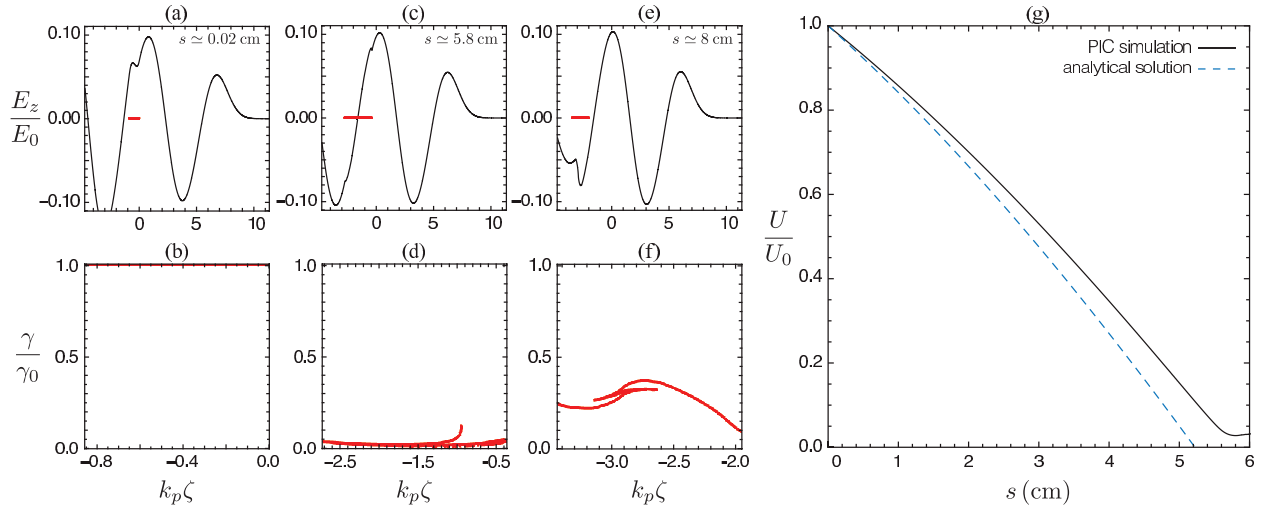 (a)
(c)
(e)
(g)
s ≃ 0.02 cm
s ≃ 5.8 cm
s ≃ 8 cm
E_z/E_0
0.10
0.00
−0.10
0 5 10
0.10
0.00
−0.10
0 5 10
0.10
0.00
−0.10
0 5 10
(b)
(d)
(f)
γ/γ_0
1.0
0.5
0.0
−0.8 −0.4 0.0
k_pζ
1.0
0.5
0.0
−2.5 −1.5 −0.5
k_pζ
1.0
0.5
0.0
−3.0 −2.5 −2.0
k_pζ
PIC simulation
analytical solution
U/U_0
1.0
0.8
0.6
0.4
0.2
0.0
0 1 2 3 4 5 6
s (cm)